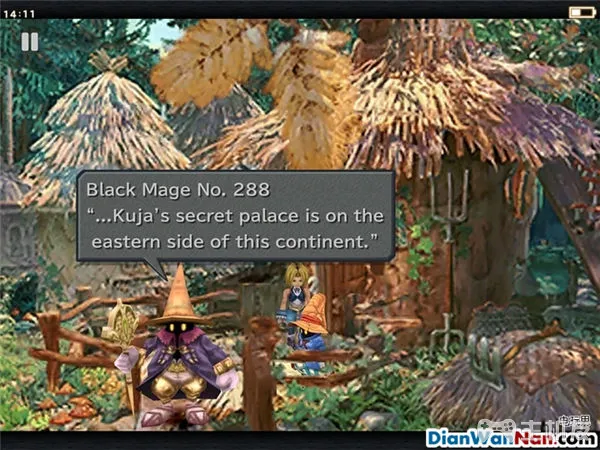 14:11
Black Mage No. 288
“...Kuja’s secret palace is on the
eastern side of this continent.”
DianWanNan.com